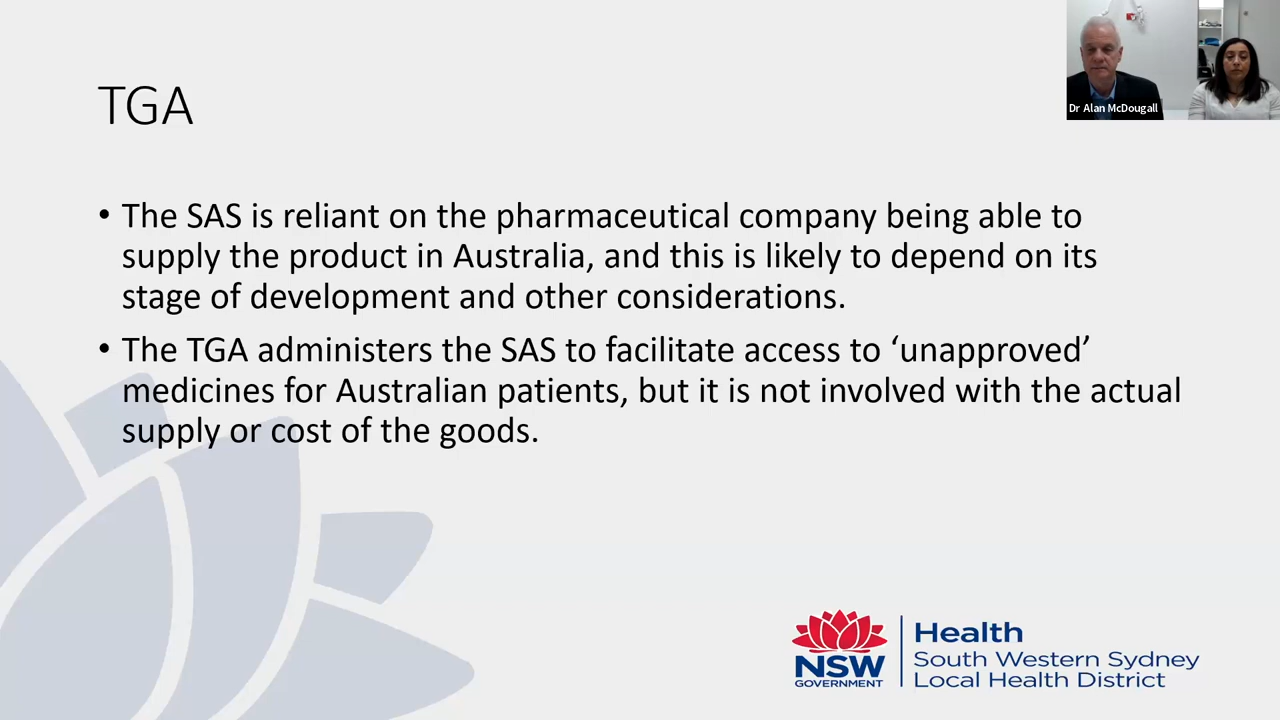 TGA
Dr Alan McDougall
• The SAS is reliant on the pharmaceutical company being able to
supply the product in Australia, and this is likely to depend on its
stage of development and other considerations.
• The TGA administers the SAS to facilitate access to ‘unapproved’
medicines for Australian patients, but it is not involved with the actual
supply or cost of the goods.
NSW
GOVERNMENT
Health
South Western Sydney
Local Health District